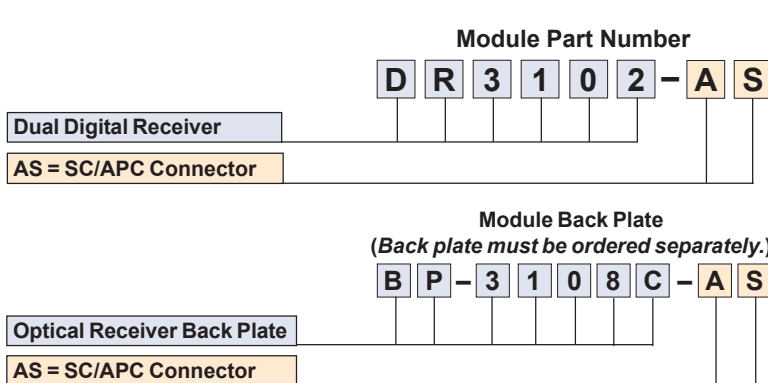 Module Part Number
D R 3 1 0 2 – A S
Dual Digital Receiver
AS = SC/APC Connector
Module Back Plate
(Back plate must be ordered separately.)
B P – 3 1 0 8 C – A S
Optical Receiver Back Plate
AS = SC/APC Connector